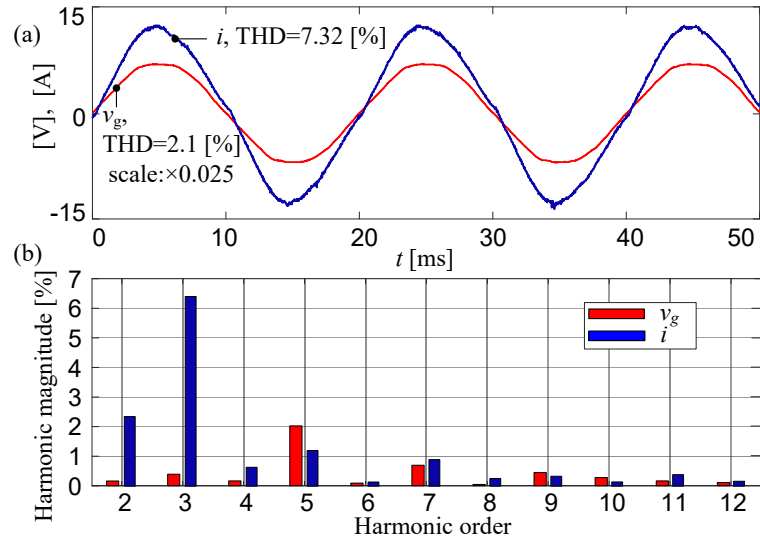 (a)
[V], [A]
15
0
-15
i, THD=7.32 [%]
vg,
THD=2.1 [%]
scale:×0.025
0 10 20 30 40 50
t [ms]
(b)
Harmonic magnitude [%]
7
6
5
4
3
2
1
0
vg
i
2 3 4 5 6 7 8 9 10 11 12
Harmonic order